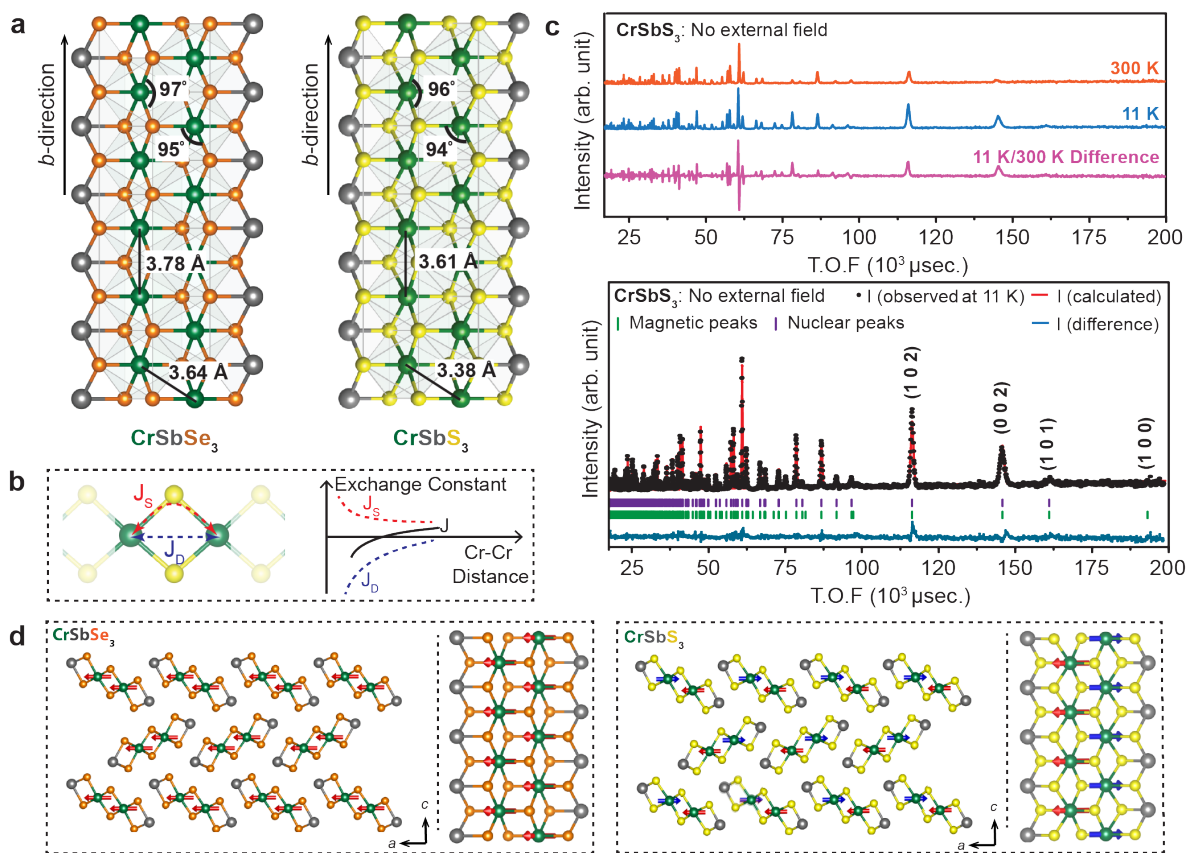 a
b-direction
97°
95°
3.78 Å
3.64 Å
CrSbSe3
b-direction
96°
94°
3.61 Å
3.38 Å
CrSbS3
b
JS
JD
Exchange Constant
JS
J
JD
Cr-Cr
Distance
c
CrSbS3: No external field
300 K
11 K
11 K/300 K Difference
Intensity (arb. unit)
25 50 75 100 125 150 175 200
T.O.F (10³ μsec.)
CrSbS3: No external field
I (observed at 11 K)
I (calculated)
Magnetic peaks
Nuclear peaks
I (difference)
(1 0 2)
(0 0 2)
(1 0 1)
(1 0 0)
Intensity (arb. unit)
25 50 75 100 125 150 175 200
T.O.F (10³ μsec.)
d
CrSbSe3
c
a
CrSbS3
c
a